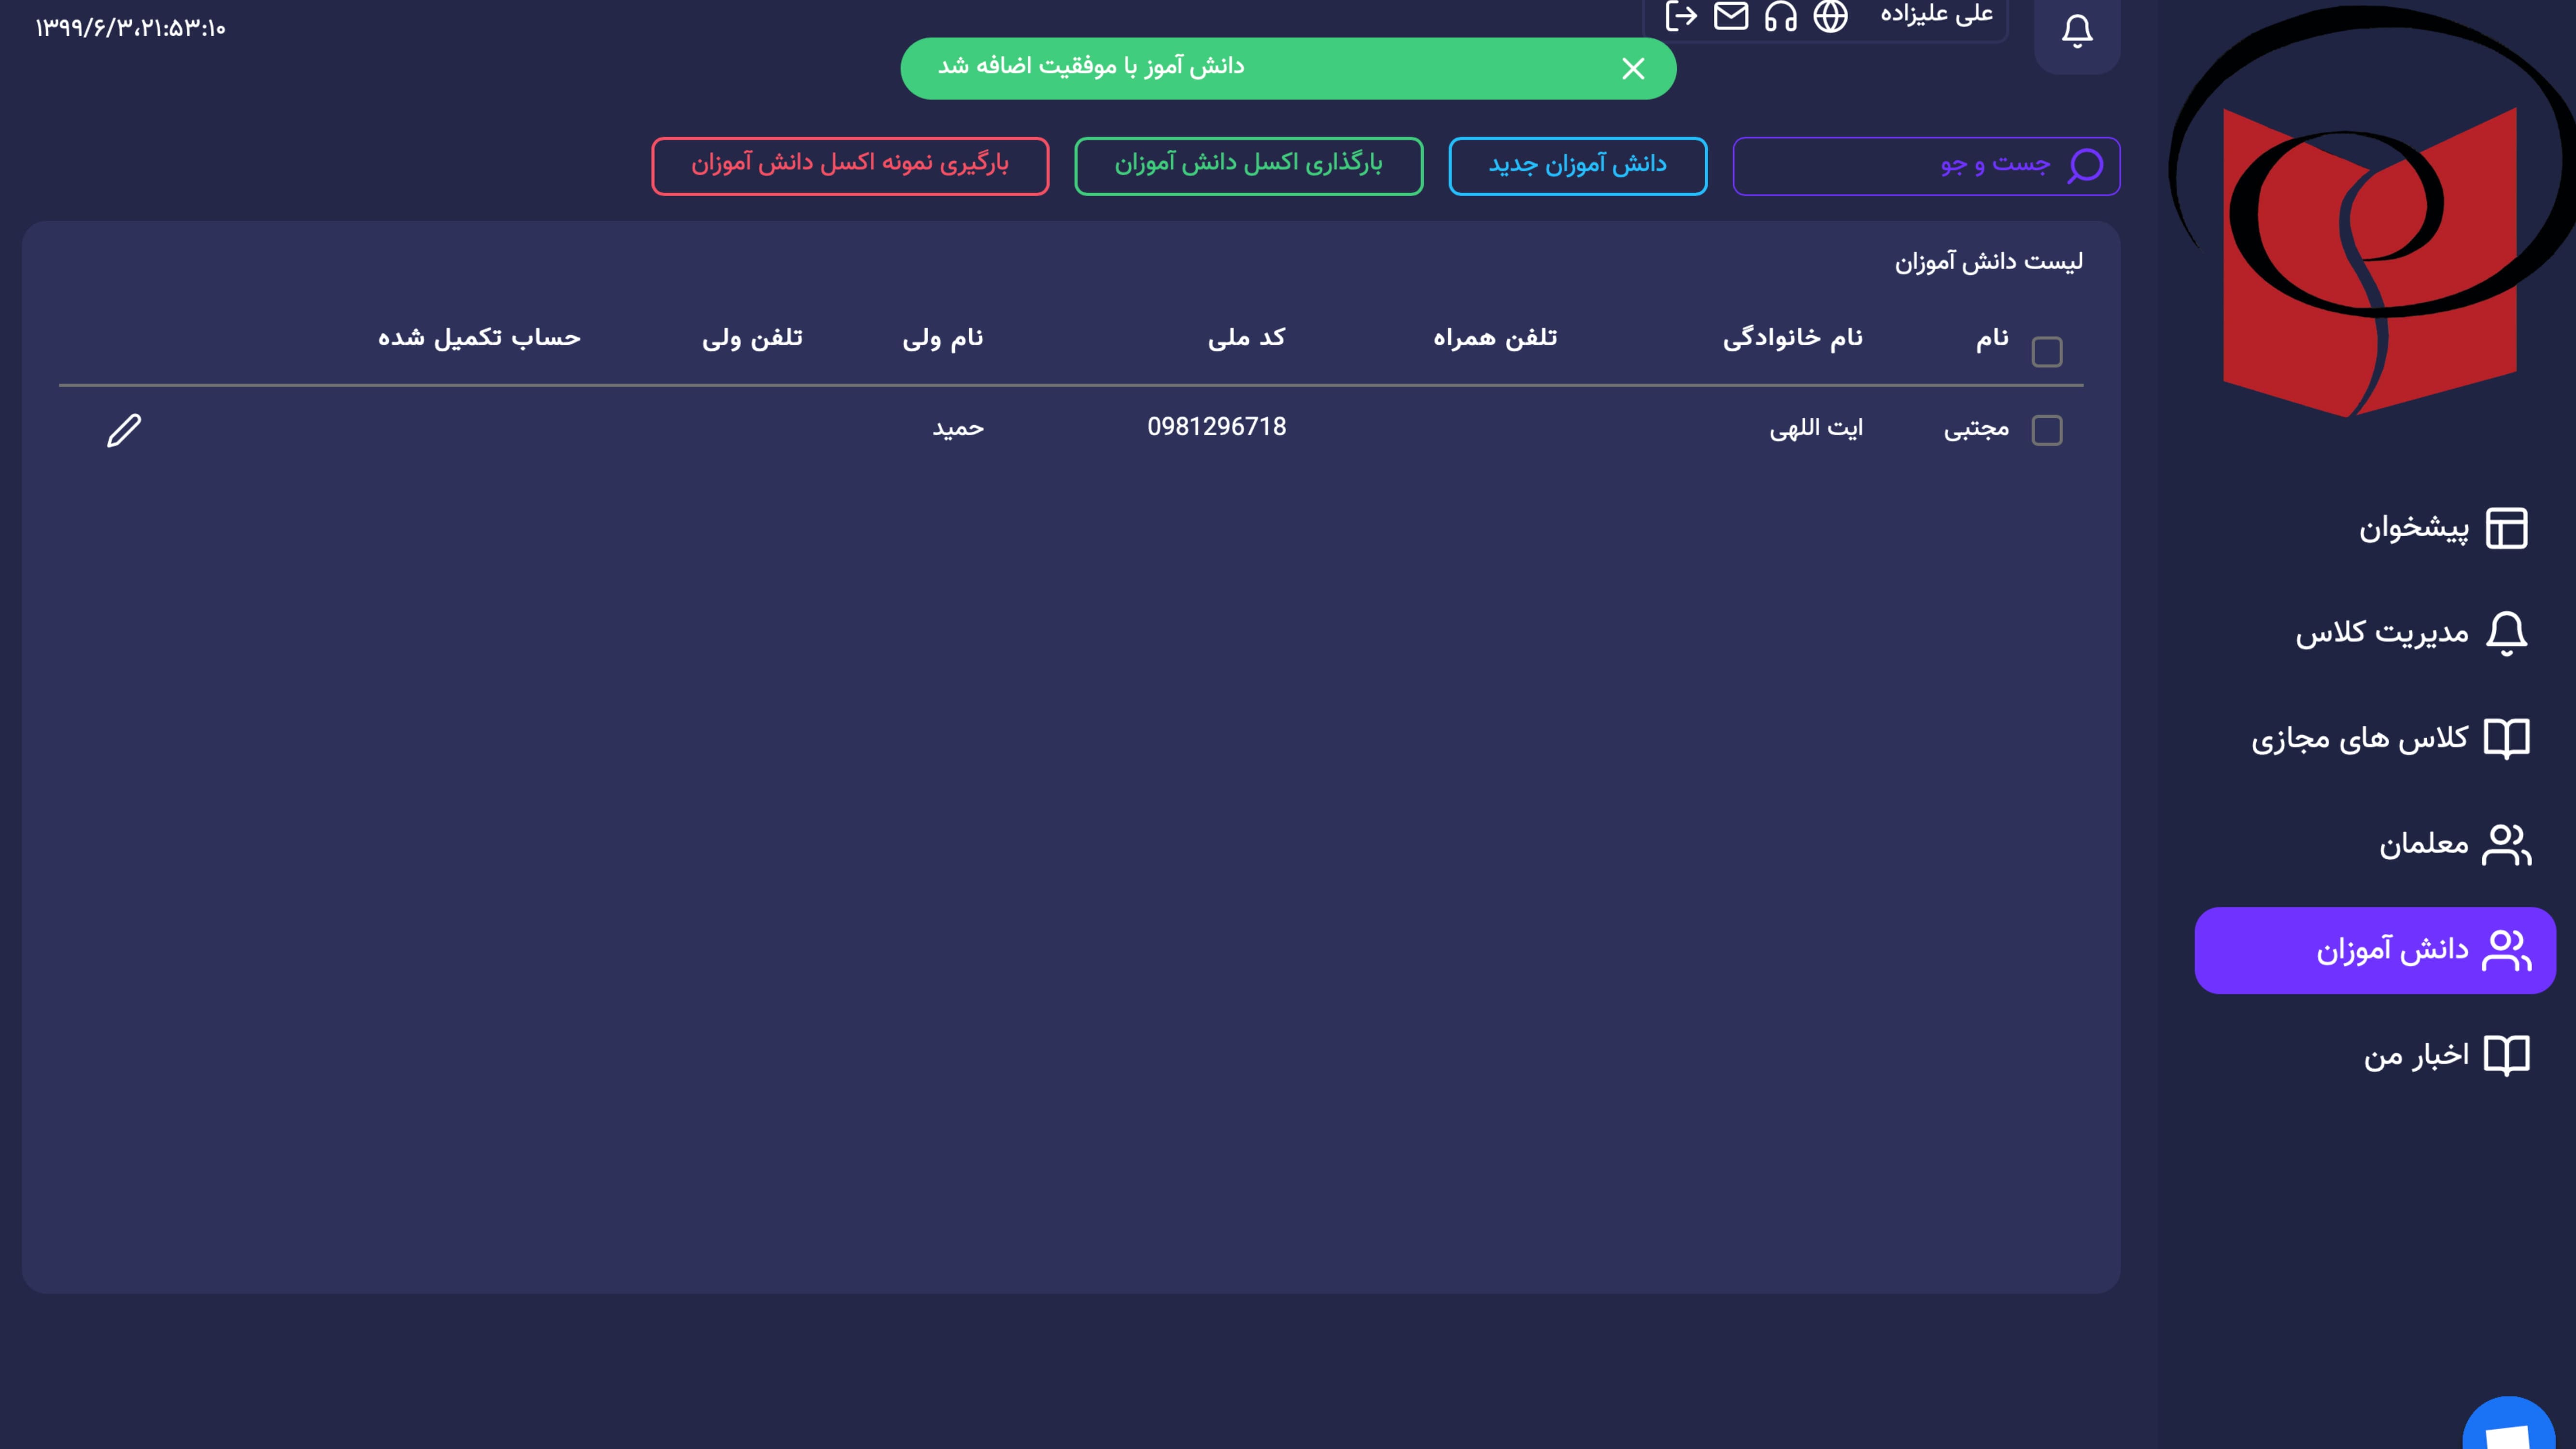 علی علیزاده
۱۳۹۹/۶/۳،۲۱:۵۳:۱۰
دانش آموز با موفقیت اضافه شد
جست و جو
دانش آموزان جدید
بارگذاری اکسل دانش آموزان
بارگیری نمونه اکسل دانش آموزان
لیست دانش آموزان
نام نام خانوادگی تلفن همراه کد ملی نام ولی تلفن ولی حساب تکمیل شده
مجتبی ایت اللهی 0981296718 حمید
پیشخوان
مدیریت کلاس
کلاس های مجازی
معلمان
دانش آموزان
اخبار من